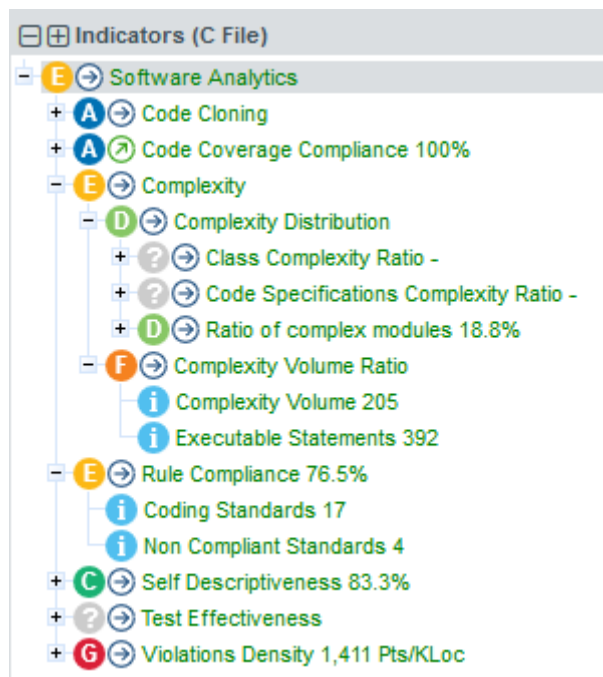 Indicators (C File)
E Software Analytics
A Code Cloning
A Code Coverage Compliance 100%
E Complexity
D Complexity Distribution
? Class Complexity Ratio -
? Code Specifications Complexity Ratio -
D Ratio of complex modules 18.8%
F Complexity Volume Ratio
i Complexity Volume 205
i Executable Statements 392
E Rule Compliance 76.5%
i Coding Standards 17
i Non Compliant Standards 4
C Self Descriptiveness 83.3%
? Test Effectiveness
G Violations Density 1,411 Pts/KLoc